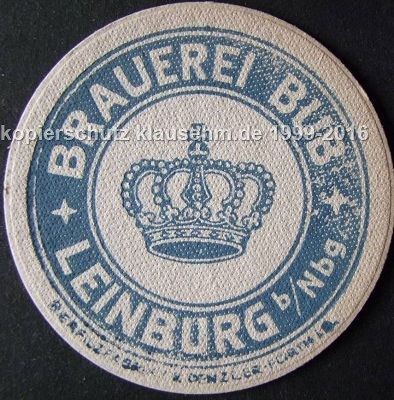 BRAUEREI BUB
kopierschutz klausehm.de 1999-2016
LEINBURG b/Nbg